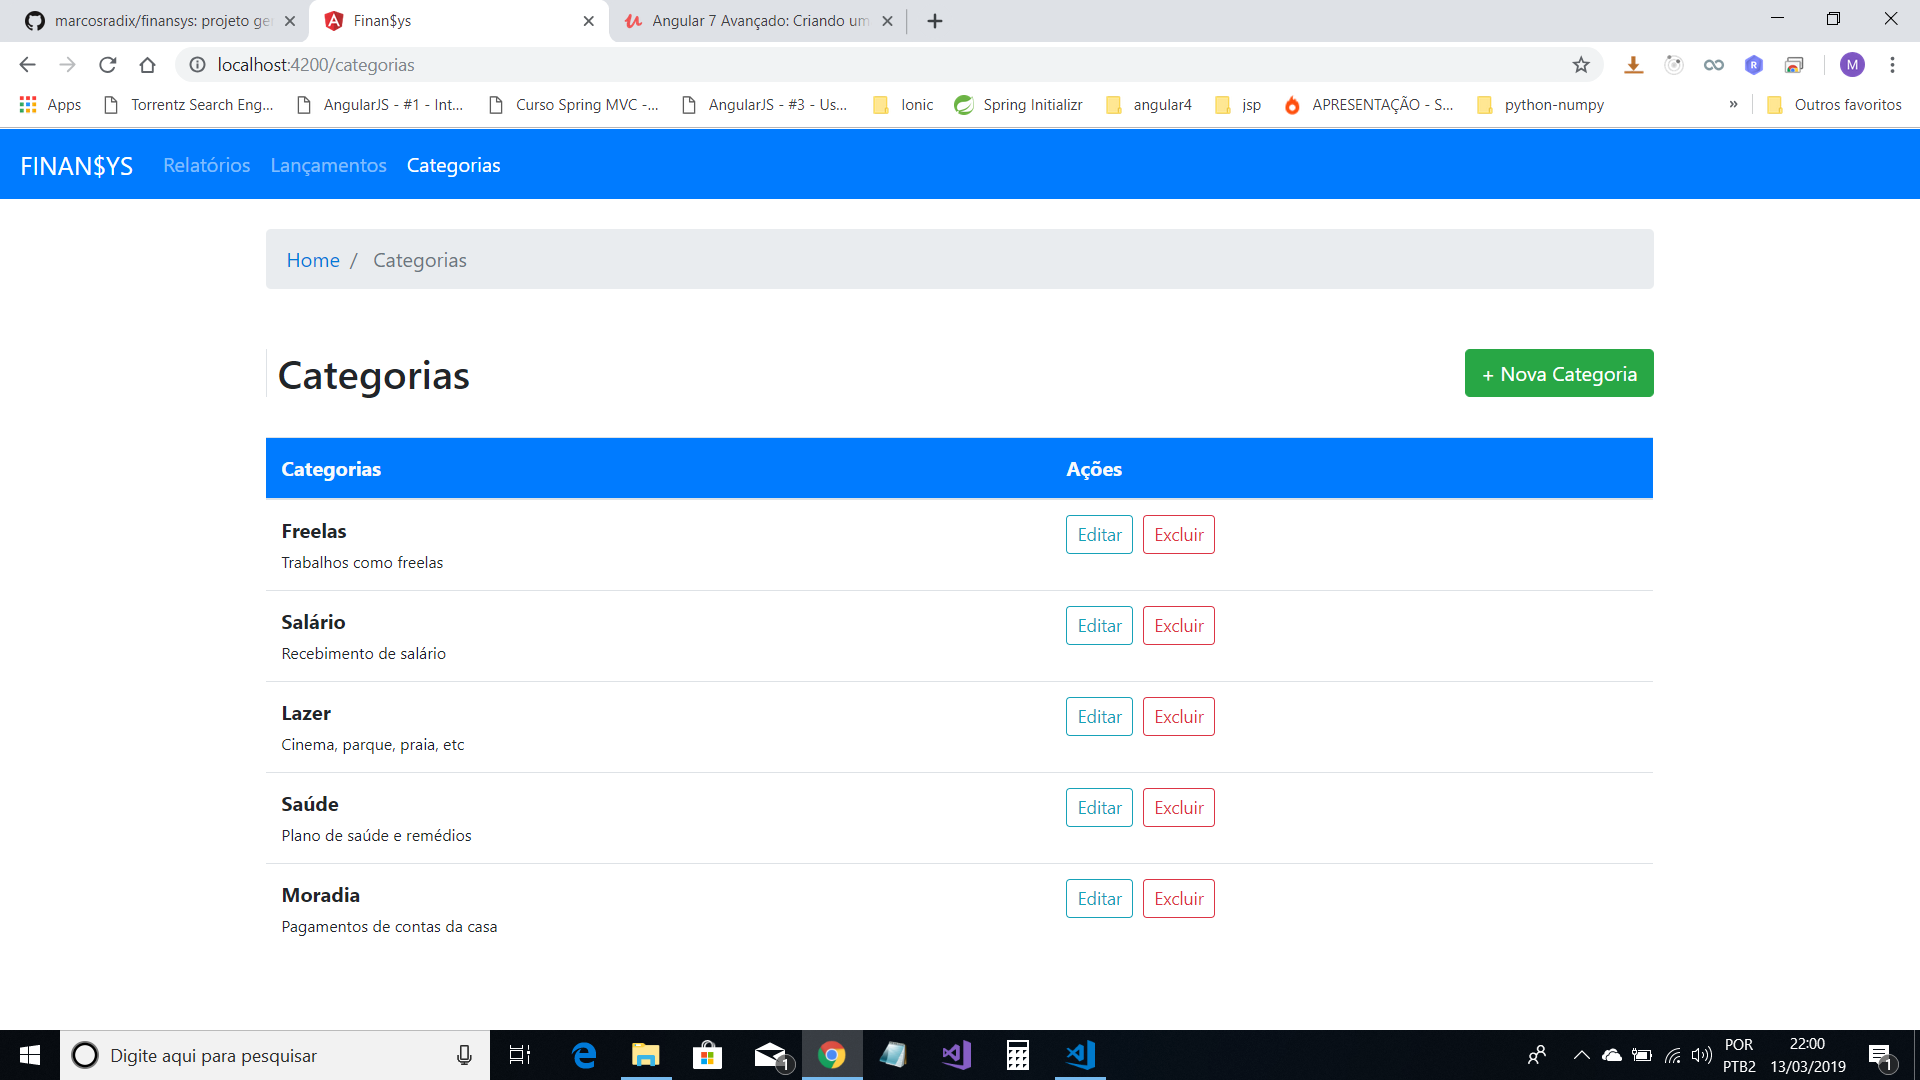 marcosradix/finansys: projeto ge
Finan$ys
Angular 7 Avançado: Criando um
localhost:4200/categorias
M
Apps
Torrentz Search Eng...
AngularJS - #1 - Int...
Curso Spring MVC -...
AngularJS - #3 - Us...
Ionic
Spring Initializr
angular4
jsp
APRESENTAÇÃO - S...
python-numpy
»
Outros favoritos
FINAN$YS
Relatórios
Lançamentos
Categorias
Home / Categorias
Categorias
+ Nova Categoria
Categorias
Ações
Freelas
Trabalhos como freelas
Editar
Excluir
Salário
Recebimento de salário
Editar
Excluir
Lazer
Cinema, parque, praia, etc
Editar
Excluir
Saúde
Plano de saúde e remédios
Editar
Excluir
Moradia
Pagamentos de contas da casa
Editar
Excluir
Digite aqui para pesquisar
1
POR
PTB2
22:00
13/03/2019
1